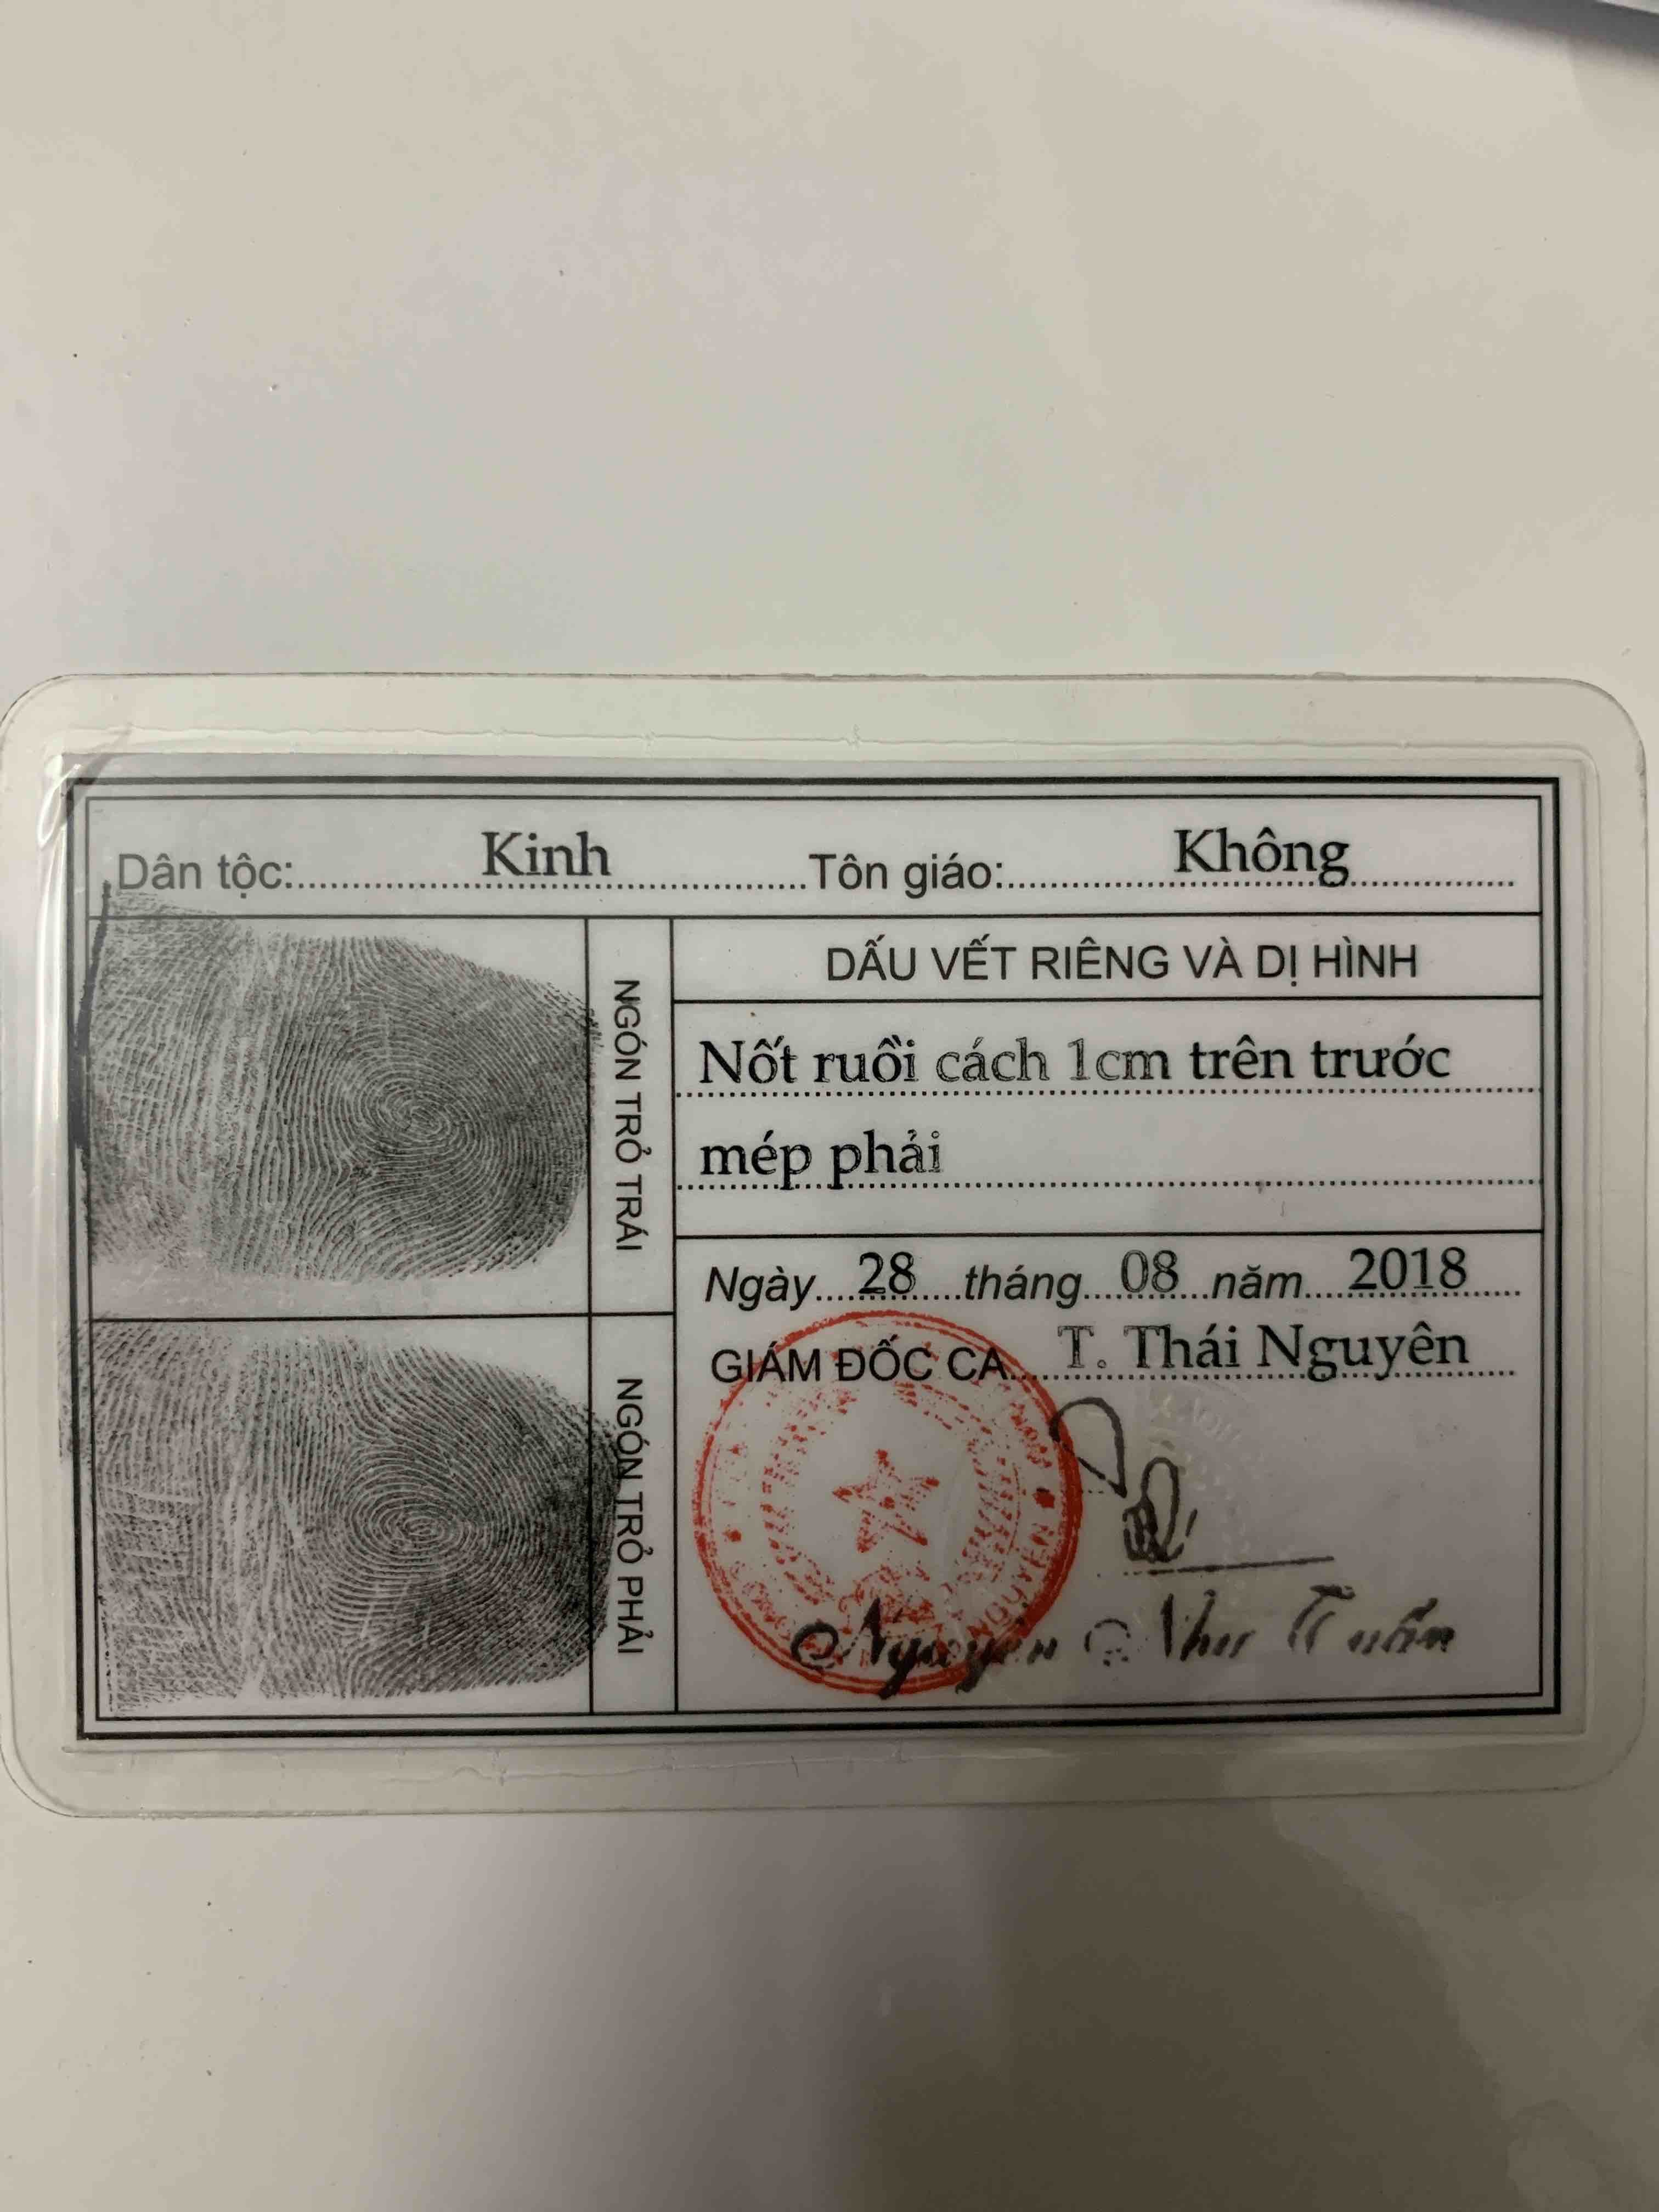 Dân tộc: Kinh Tôn giáo: Không
NGÓN TRỎ TRÁI
DẤU VẾT RIÊNG VÀ DỊ HÌNH
Nốt ruồi cách 1cm trên trước
mép phải
Ngày 28 tháng 08 năm 2018
GIÁM ĐỐC CA T. Thái Nguyên
NGÓN TRỎ PHẢI
NGUYÊN
Nguyễn Như Tuấn